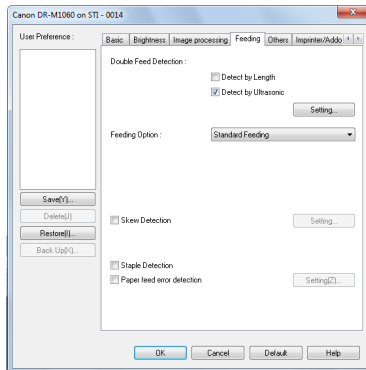 Canon DR-M1060 on STI - 0014
User Preference :
Basic Brightness Image processing Feeding Others Imprinter/Addo
Double Feed Detection :
Detect by Length
Detect by Ultrasonic
Setting...
Feeding Option : Standard Feeding
Save(Y)...
Delete(J)
Skew Detection Setting...
Restore(I)...
Back Up(X)...
Staple Detection
Paper feed error detection Setting(Z)...
OK Cancel Default Help